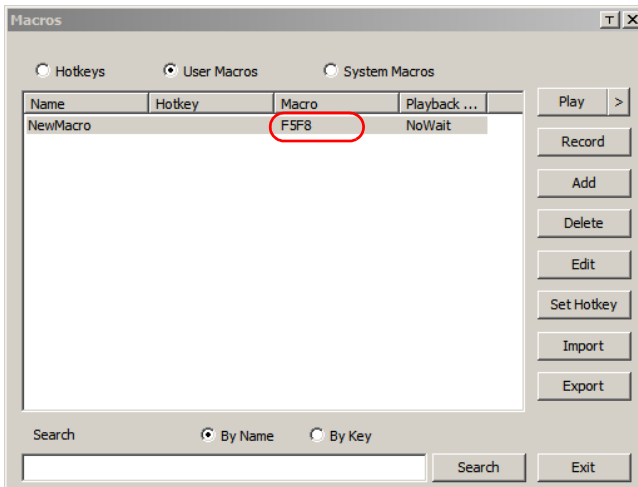 Macros T X
Hotkeys User Macros System Macros
Name Hotkey Macro Playback ...
NewMacro F5F8 NoWait
Play >
Record
Add
Delete
Edit
Set Hotkey
Import
Export
Search By Name By Key
Search Exit